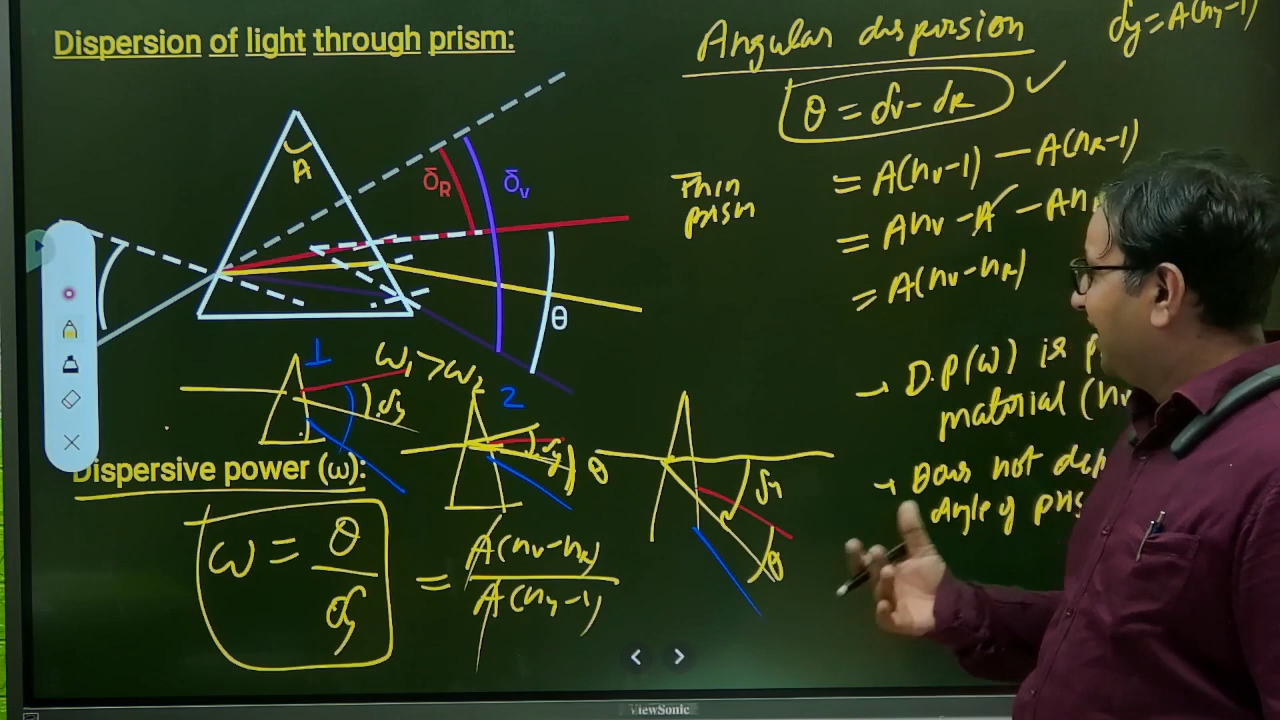 Dispersion of light through prism:
A
δR
δv
θ
1
ω1 > ω2
δy
2
δy
θ
δy
θ
Dispersive power (ω):
ω = θ / δy
= A(nv-nR) / A(ny-1)
Angular dispersion
δy = A(ny-1)
θ = δv - δR
Thin
prism
= A(nv-1) - A(nR-1)
= Anv - A - An
= A(nv-nR)
→ D.P(ω) is
material (nv
→ Does not
Angle of
ViewSonic